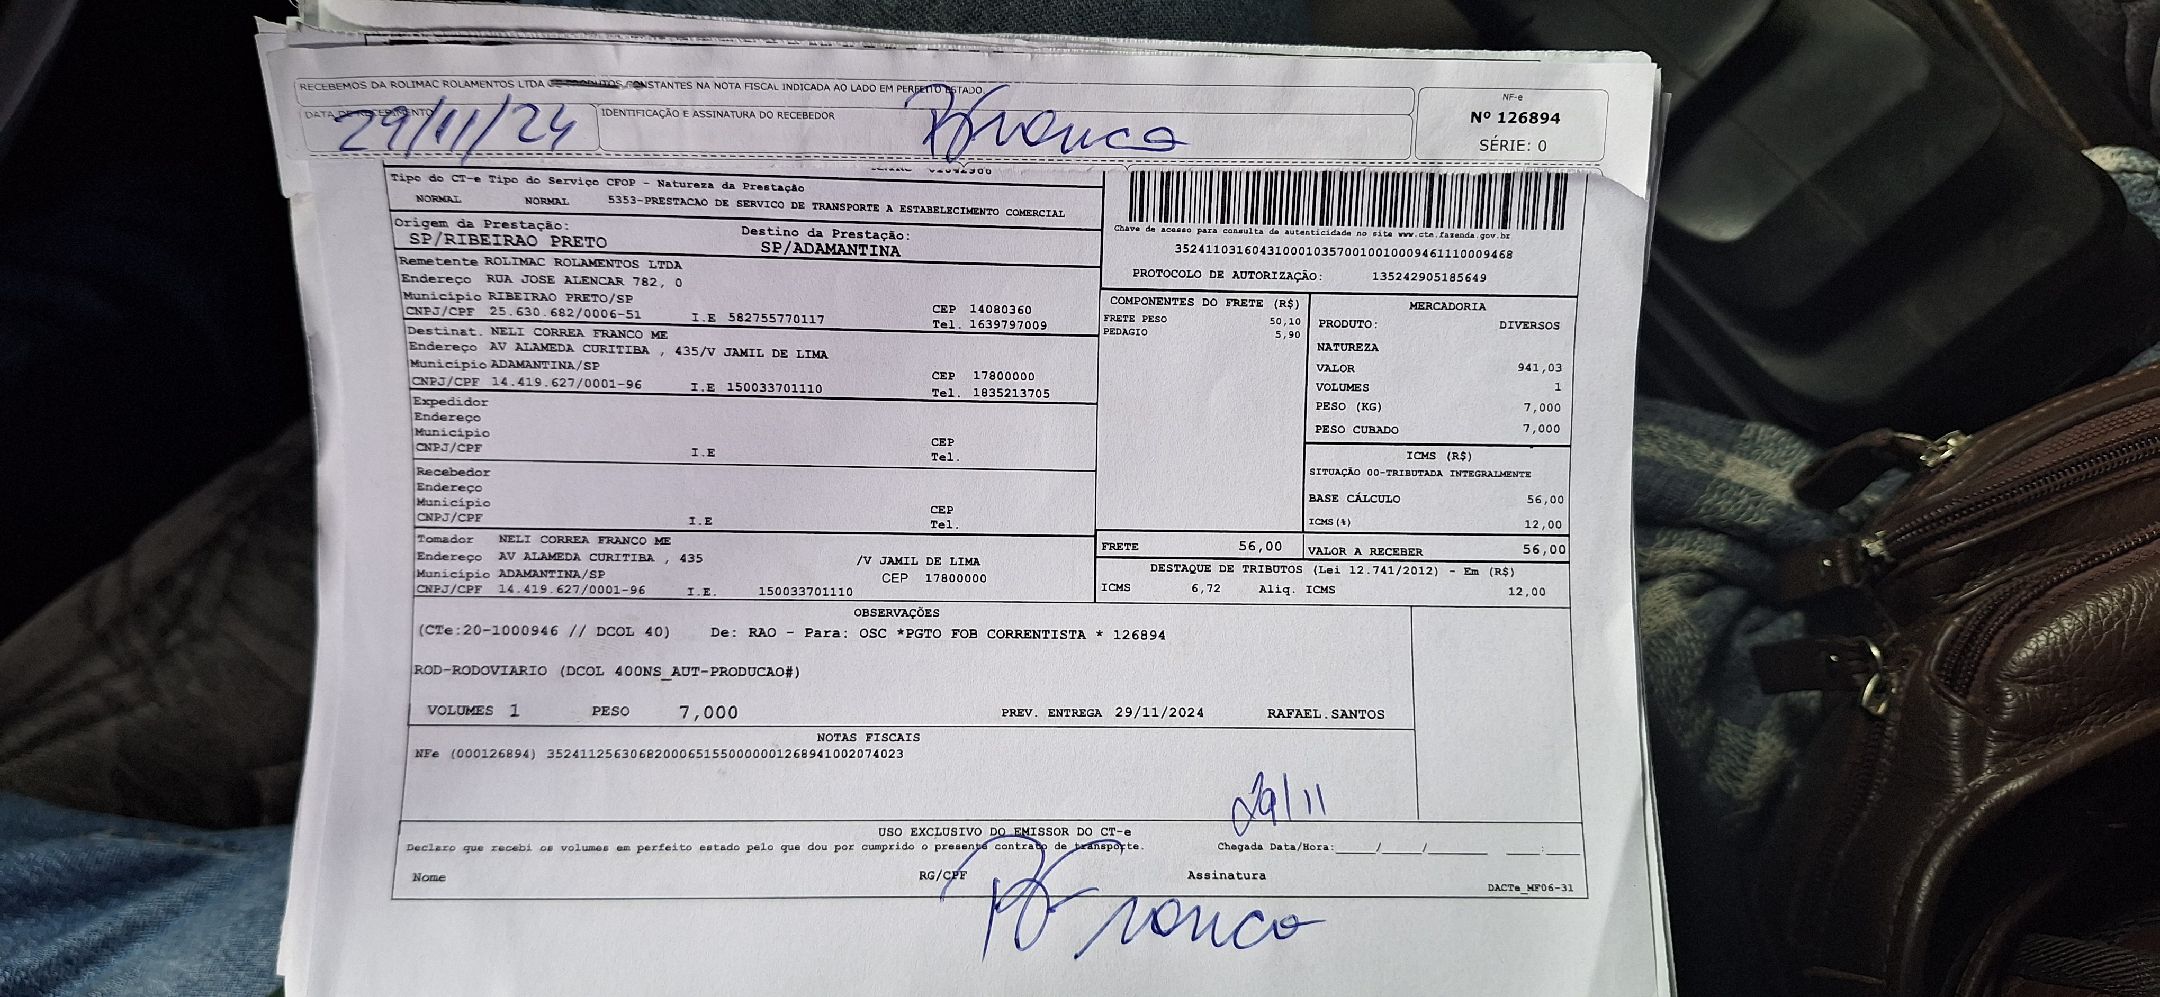 RECEBEMOS DA ROLIMAC ROLAMENTOS LTDA OS PRODUTOS CONSTANTES NA NOTA FISCAL INDICADA AO LADO EM PERFEITO ESTADO.
DATA DE RECEBIMENTO
29/11/24
IDENTIFICAÇÃO E ASSINATURA DO RECEBEDOR
Franco
NF-e
Nº 126894
SÉRIE: 0
Tipo do CT-e Tipo do Serviço CFOP - Natureza da Prestação
NORMAL NORMAL 5353-PRESTACAO DE SERVICO DE TRANSPORTE A ESTABELECIMENTO COMERCIAL
Origem da Prestação: Destino da Prestação:
SP/RIBEIRAO PRETO SP/ADAMANTINA
Remetente ROLIMAC ROLAMENTOS LTDA
Endereço RUA JOSE ALENCAR 782, 0
Município RIBEIRAO PRETO/SP CEP 14080360
CNPJ/CPF 25.630.682/0006-51 I.E 582755770117 Tel. 1639797009
Destinat. NELI CORREA FRANCO ME
Endereço AV ALAMEDA CURITIBA , 435/V JAMIL DE LIMA
Município ADAMANTINA/SP CEP 17800000
CNPJ/CPF 14.419.627/0001-96 I.E 150033701110 Tel. 1835213705
Expedidor
Endereço
Município CEP
CNPJ/CPF I.E Tel.
Recebedor
Endereço
Município CEP
CNPJ/CPF I.E Tel.
Tomador NELI CORREA FRANCO ME
Endereço AV ALAMEDA CURITIBA , 435 /V JAMIL DE LIMA
Município ADAMANTINA/SP CEP 17800000
CNPJ/CPF 14.419.627/0001-96 I.E. 150033701110
Chave de acesso para consulta de autenticidade no site www.cte.fazenda.gov.br
35241103160431000103570010010009461110009468
PROTOCOLO DE AUTORIZAÇÃO: 135242905185649
COMPONENTES DO FRETE (R$)
FRETE PESO 50,10
PEDAGIO 5,90
MERCADORIA
PRODUTO: DIVERSOS
NATUREZA
VALOR 941,03
VOLUMES 1
PESO (KG) 7,000
PESO CUBADO 7,000
ICMS (R$)
SITUAÇÃO 00-TRIBUTADA INTEGRALMENTE
BASE CÁLCULO 56,00
ICMS(%) 12,00
FRETE 56,00 VALOR A RECEBER 56,00
DESTAQUE DE TRIBUTOS (Lei 12.741/2012) - Em (R$)
ICMS 6,72 Aliq. ICMS 12,00
OBSERVAÇÕES
(CTe:20-1000946 // DCOL 40) De: RAO - Para: OSC *PGTO FOB CORRENTISTA * 126894
ROD-RODOVIARIO (DCOL 400NS_AUT-PRODUCAO#)
VOLUMES 1 PESO 7,000 PREV. ENTREGA 29/11/2024 RAFAEL.SANTOS
NOTAS FISCAIS
NFe (000126894) 35241125630682000651550000001268941002074023
29/11
USO EXCLUSIVO DO EMISSOR DO CT-e
Declaro que recebi os volumes em perfeito estado pelo que dou por cumprido o presente contrato de transporte. Chegada Data/Hora:____/____/______ ____:____
Nome RG/CPF Assinatura
DACTe_MF06-31
Franco